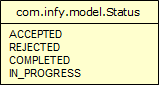 com.infy.model.Status
ACCEPTED
REJECTED
COMPLETED
IN_PROGRESS